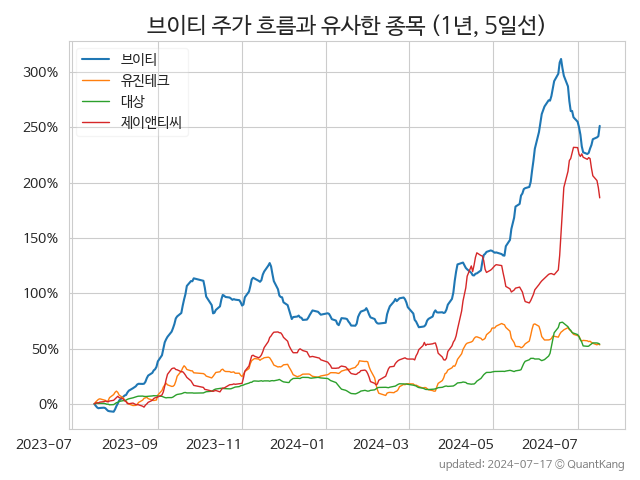 브이티 주가 흐름과 유사한 종목 (1년, 5일선)
브이티
유진테크
대상
제이앤티씨
300%
250%
200%
150%
100%
50%
0%
2023-07 2023-09 2023-11 2024-01 2024-03 2024-05 2024-07
updated: 2024-07-17 © QuantKang